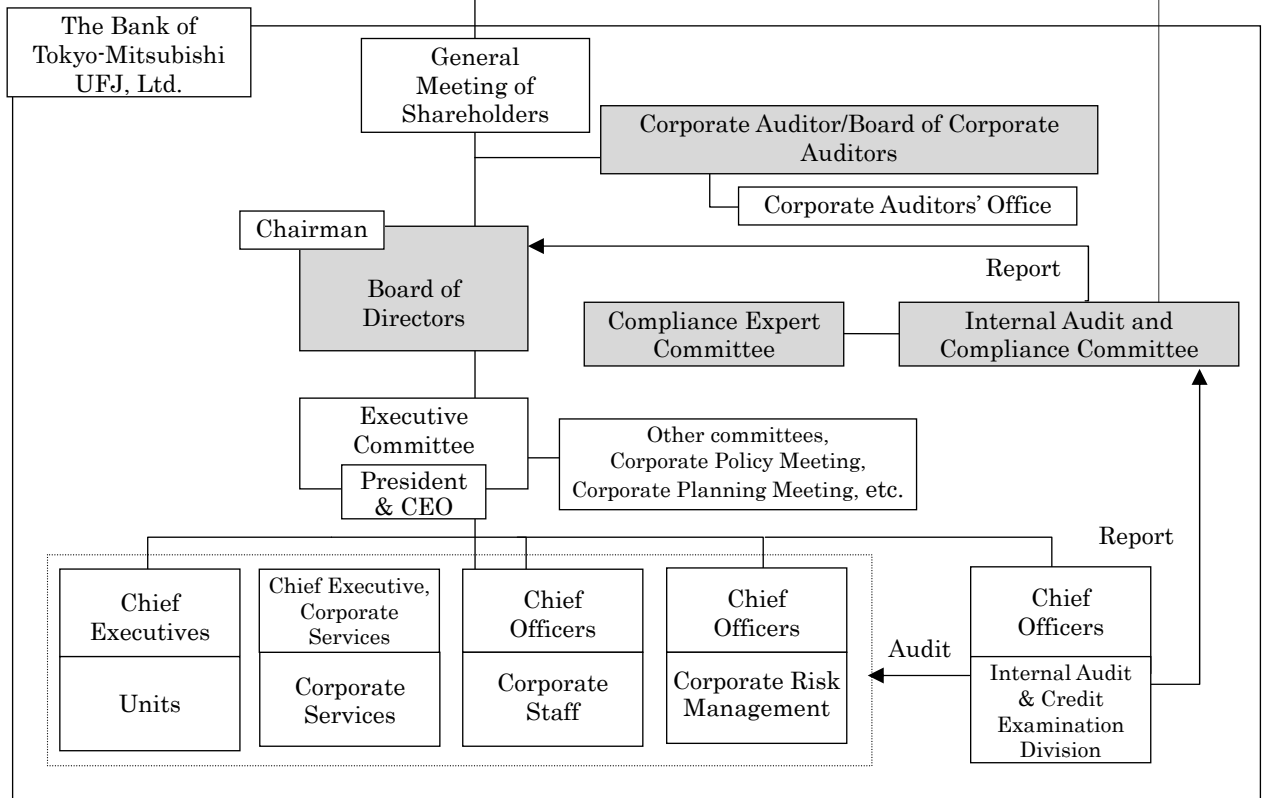 The Bank of
Tokyo-Mitsubishi
UFJ, Ltd.
General
Meeting of
Shareholders
Corporate Auditor/Board of Corporate
Auditors
Corporate Auditors’ Office
Chairman
Board of
Directors
Report
Compliance Expert
Committee
Internal Audit and
Compliance Committee
Executive
Committee
President
& CEO
Other committees,
Corporate Policy Meeting,
Corporate Planning Meeting, etc.
Report
Chief
Executives
Units
Chief Executive,
Corporate
Services
Corporate
Services
Chief
Officers
Corporate
Staff
Chief
Officers
Corporate Risk
Management
Audit
Chief
Officers
Internal Audit
& Credit
Examination
Division